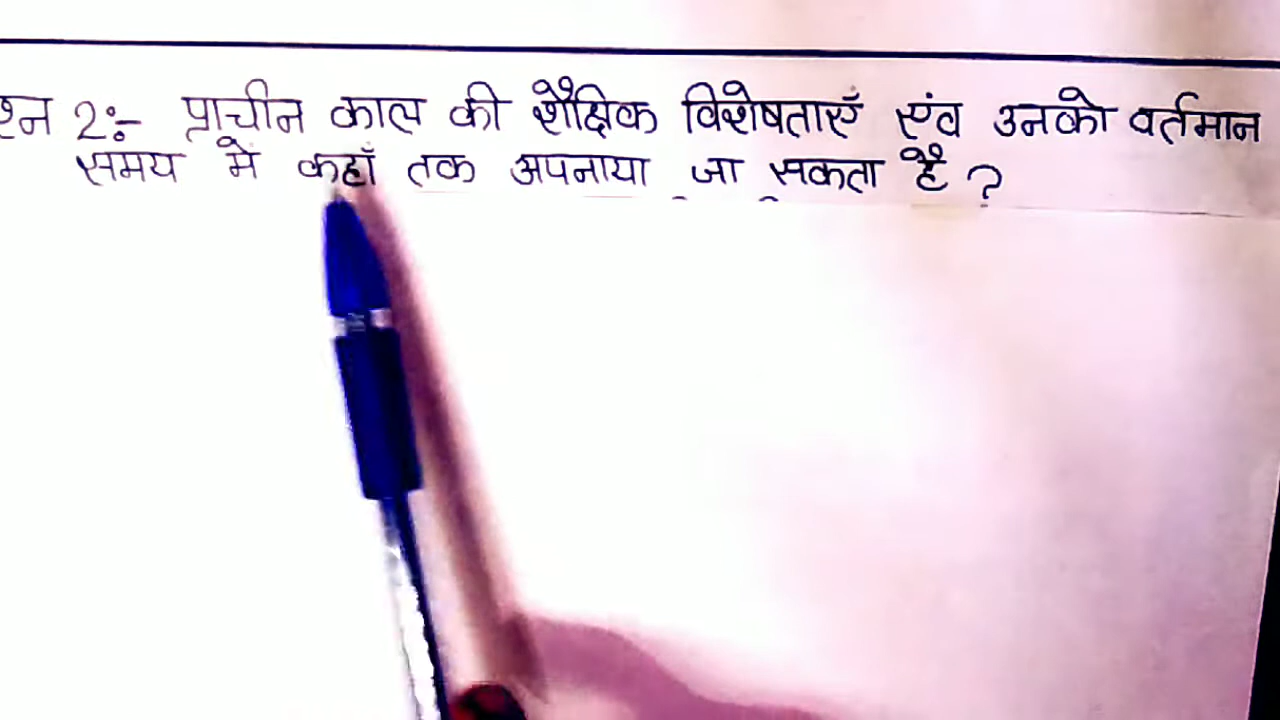 श्न 2:- प्राचीन काल की शैक्षिक विशेषताएँ एंव उनको वर्तमान
समय में कहाँ तक अपनाया जा सकता है ?